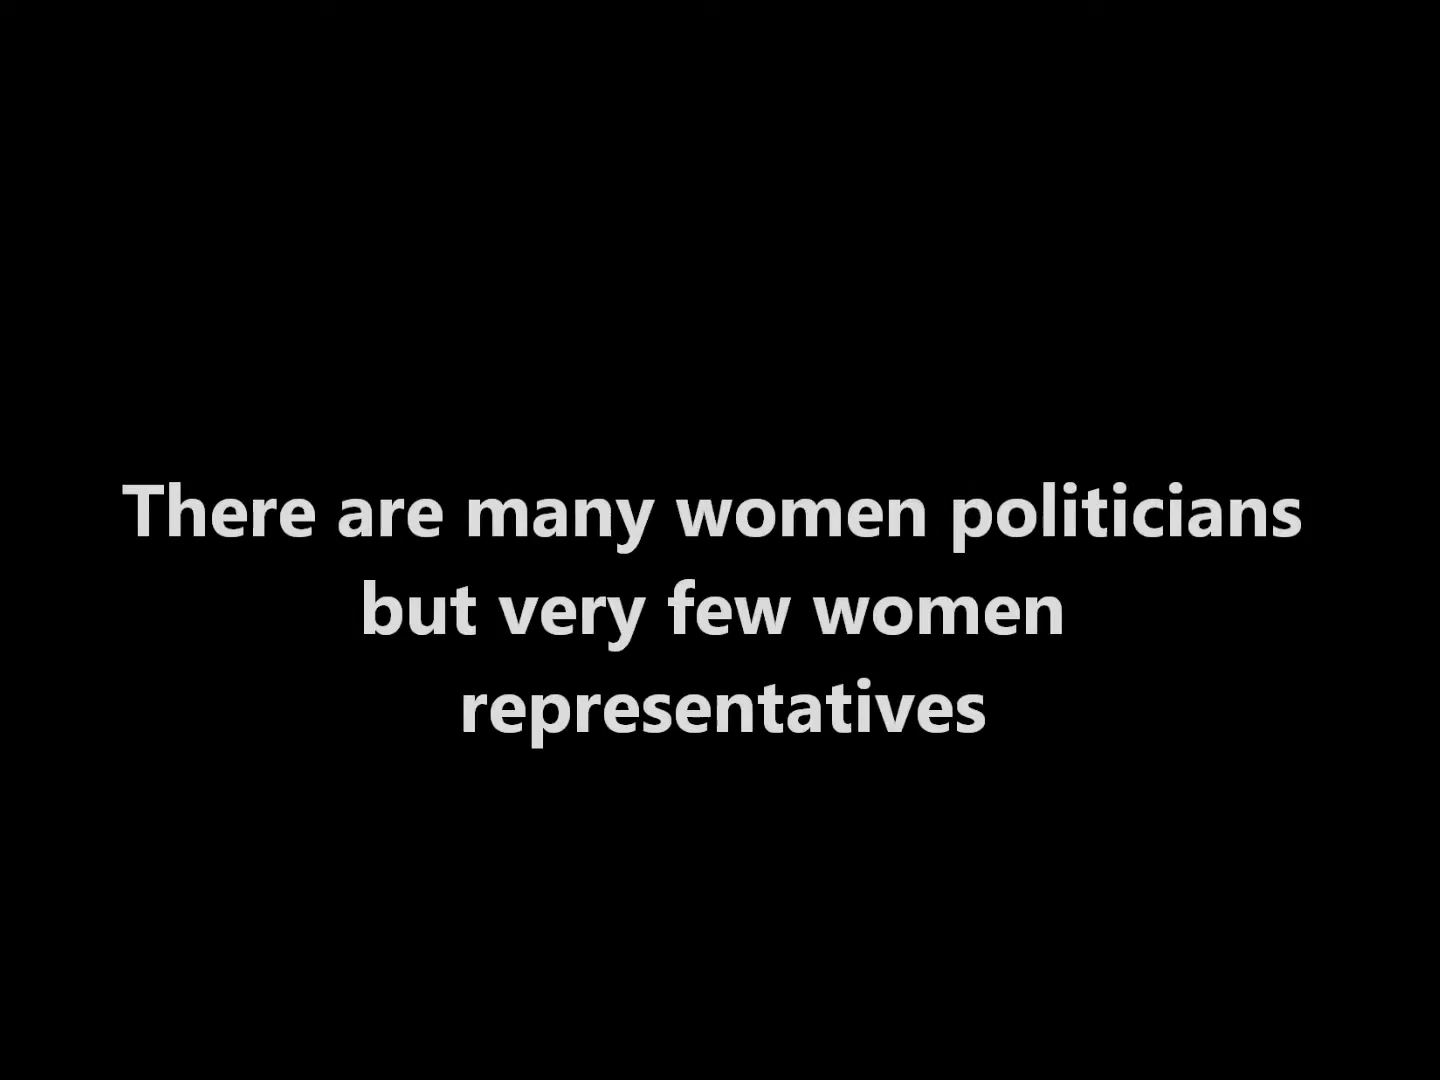 There are many women politicians
but very few women
representatives